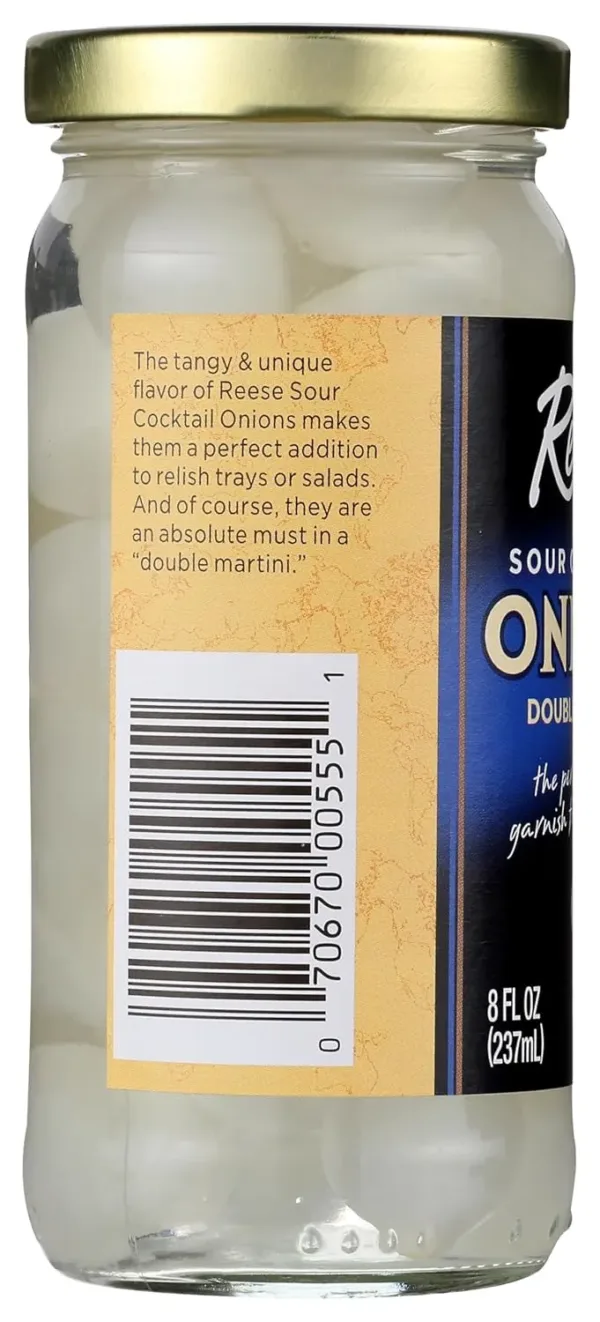 The tangy & unique
flavor of Reese Sour
Cocktail Onions makes
them a perfect addition
to relish trays or salads.
And of course, they are
an absolute must in a
“double martini.”
0 70670 00555 1
SOUR
8 FL OZ
(237mL)
the
garnish